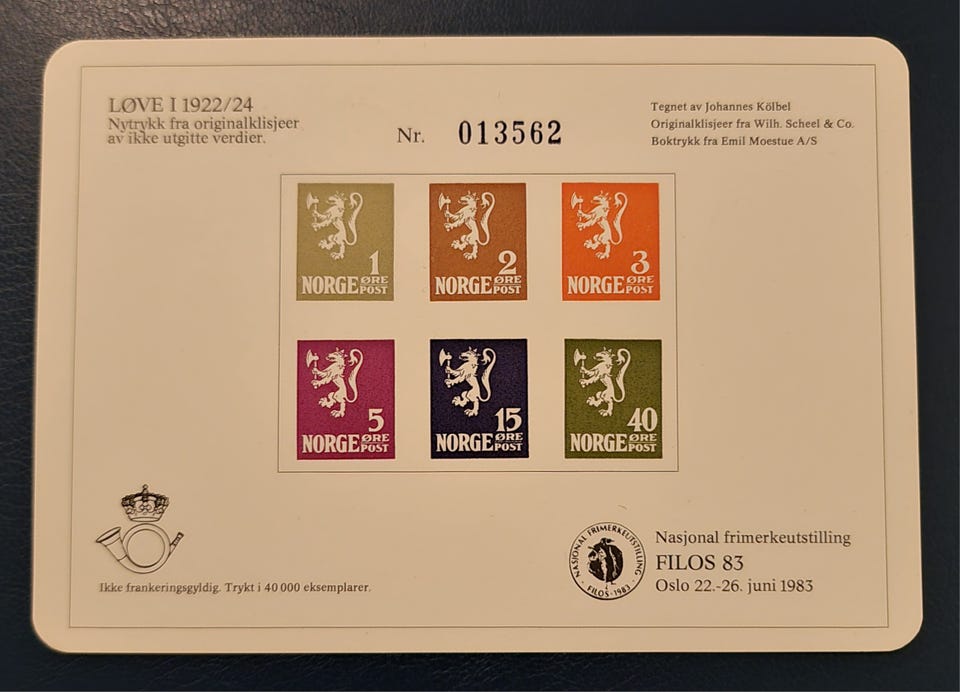 LØVE I 1922/24
Nytrykk fra originalklisjeer
av ikke utgitte verdier.
Nr. 013562
Tegnet av Johannes Kölbel
Originalklisjeer fra Wilh. Scheel & Co.
Boktrykk fra Emil Moestue A/S
1
NORGE ØRE POST
2
NORGE ØRE POST
3
NORGE ØRE POST
5
NORGE ØRE POST
15
NORGE ØRE POST
40
NORGE ØRE POST
Ikke frankeringsgyldig. Trykt i 40 000 eksemplarer.
NASJONAL FRIMERKEUTSTILLING
· FILOS · 1983 ·
Nasjonal frimerkeutstilling
FILOS 83
Oslo 22.-26. juni 1983